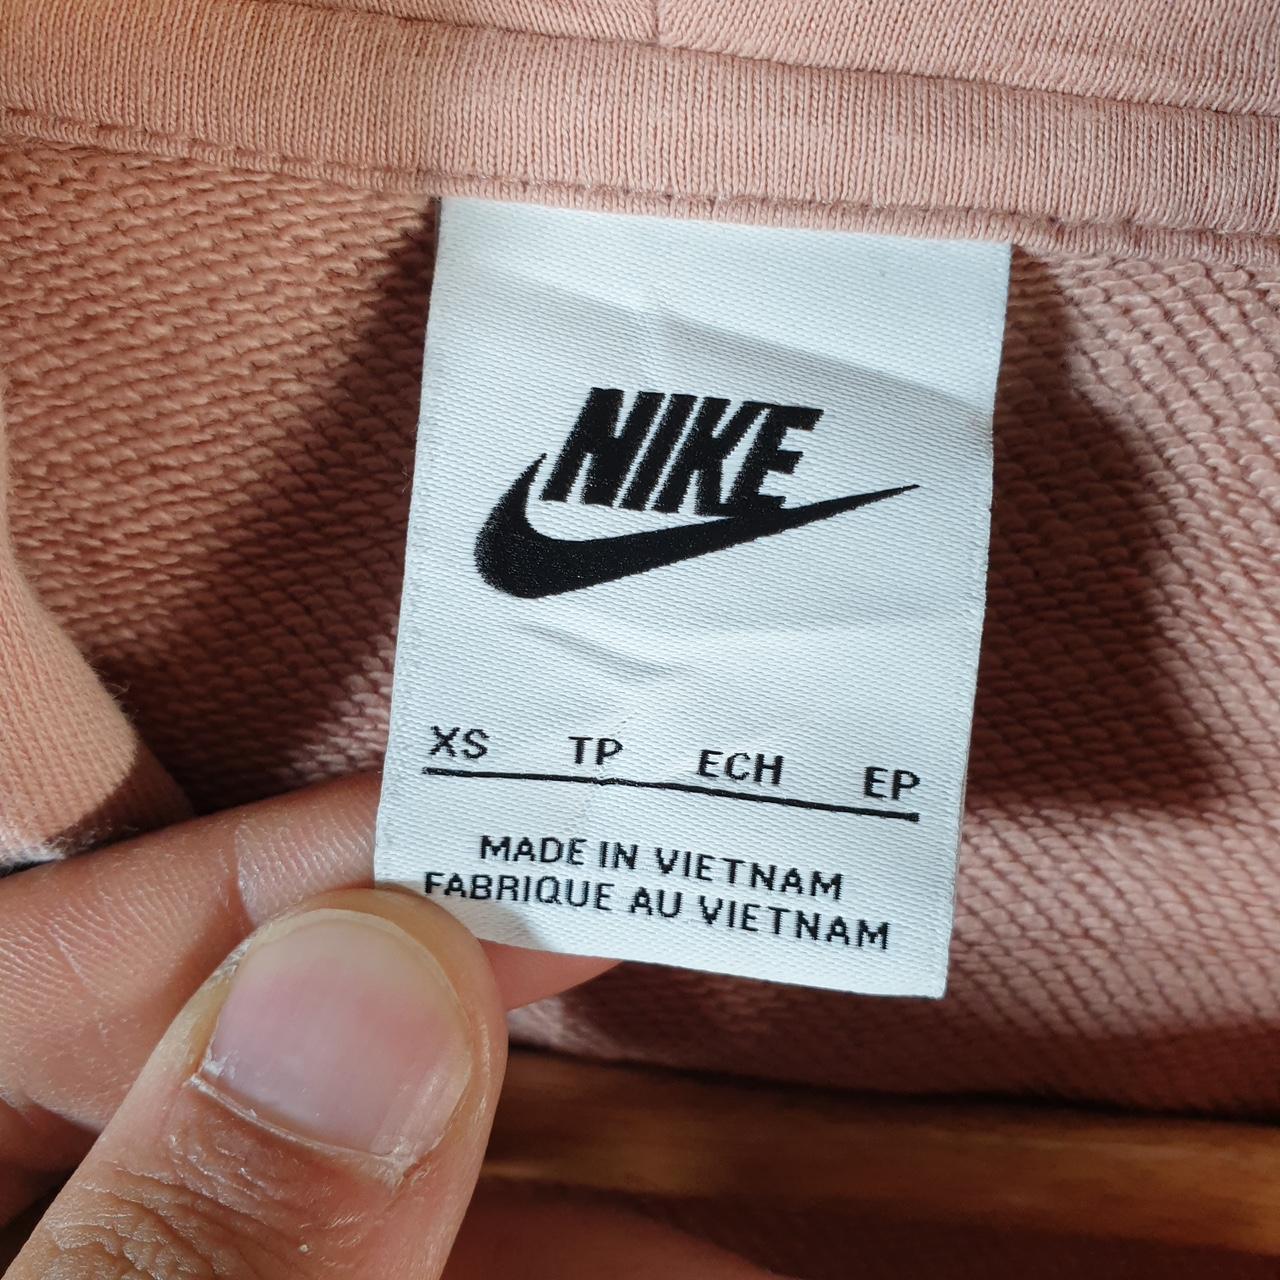 NIKE
XS TP ECH EP
MADE IN VIETNAM
FABRIQUE AU VIETNAM